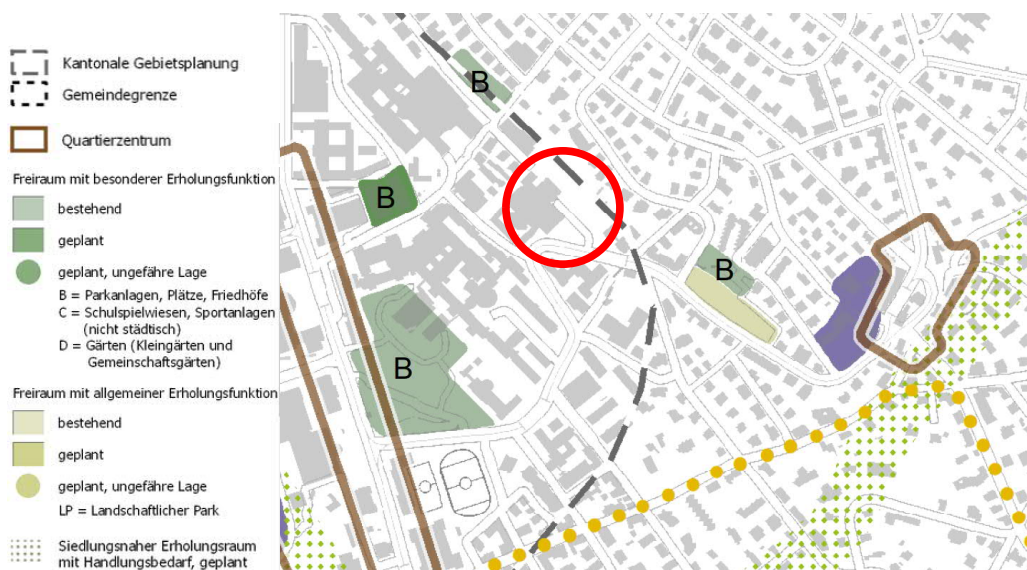 Kantonale Gebietsplanung
Gemeindegrenze
Quartierzentrum
Freiraum mit besonderer Erholungsfunktion
bestehend
geplant
geplant, ungefähre Lage
B = Parkanlagen, Plätze, Friedhöfe
C = Schulspielwiesen, Sportanlagen
(nicht städtisch)
D = Gärten (Kleingärten und
Gemeinschaftsgärten)
Freiraum mit allgemeiner Erholungsfunktion
bestehend
geplant
geplant, ungefähre Lage
LP = Landschaftlicher Park
Siedlungsnaher Erholungsraum
mit Handlungsbedarf, geplant
B
B
B
B